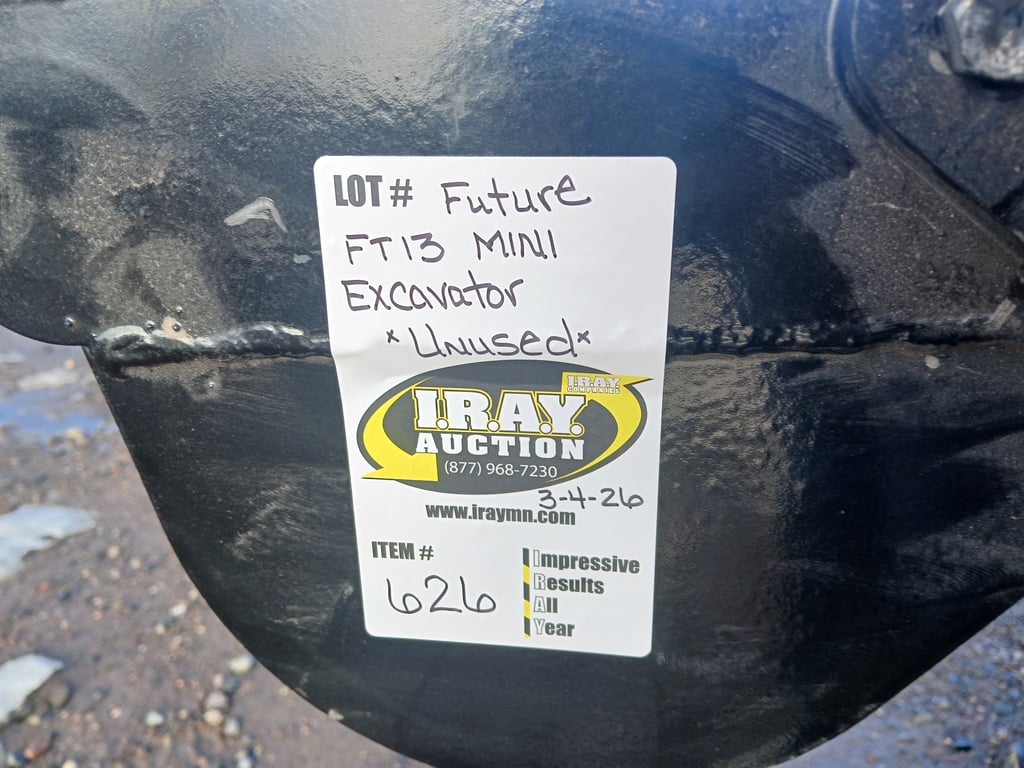 LOT # Future
FT13 MINI
Excavator
*Unused*
I.R.A.Y.
COMPANIES
I.R.A.Y.
AUCTION
(877) 968-7230
3-4-26
www.iraymn.com
ITEM #
626
Impressive
Results
All
Year